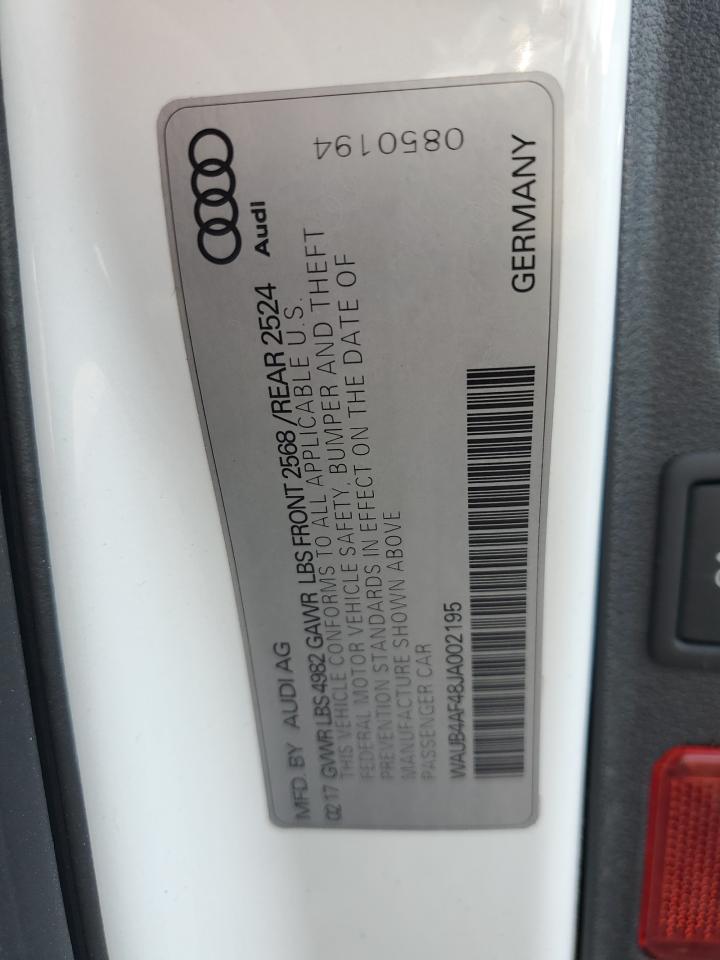 MFD. BY AUDI AG
Audi
02 17 GVWR LBS 4982 GAWR LBS FRONT 2568 /REAR 2524
THIS VEHICLE CONFORMS TO ALL APPLICABLE U.S.
FEDERAL MOTOR VEHICLE SAFETY, BUMPER AND THEFT
PREVENTION STANDARDS IN EFFECT ON THE DATE OF
MANUFACTURE SHOWN ABOVE
PASSENGER CAR
0850194
WAUB4AF48JA002195
GERMANY